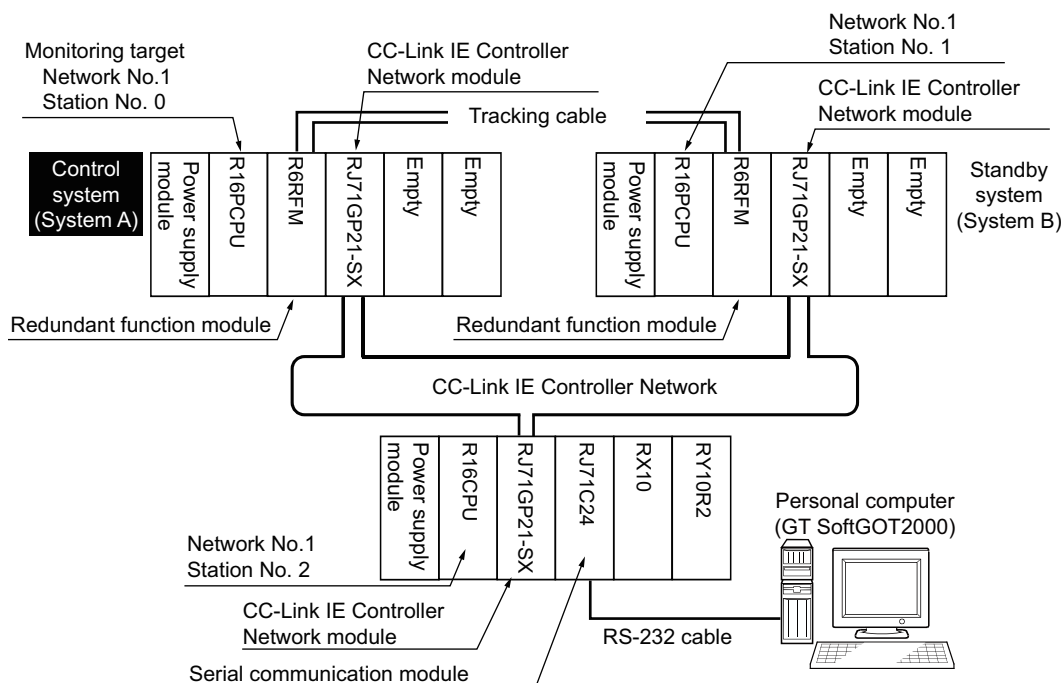 Monitoring target
Network No.1
Station No. 0
CC-Link IE Controller
Network module
Network No.1
Station No. 1
CC-Link IE Controller
Network module
Tracking cable
Control
system
(System A)
Power supply
module
R16PCPU
R6RFM
RJ71GP21-SX
Empty
Empty
Power supply
module
R16PCPU
R6RFM
RJ71GP21-SX
Empty
Empty
Standby
system
(System B)
Redundant function module
Redundant function module
CC-Link IE Controller Network
Power supply
module
R16CPU
RJ71GP21-SX
RJ71C24
RX10
RY10R2
Personal computer
(GT SoftGOT2000)
Network No.1
Station No. 2
CC-Link IE Controller
Network module
RS-232 cable
Serial communication module